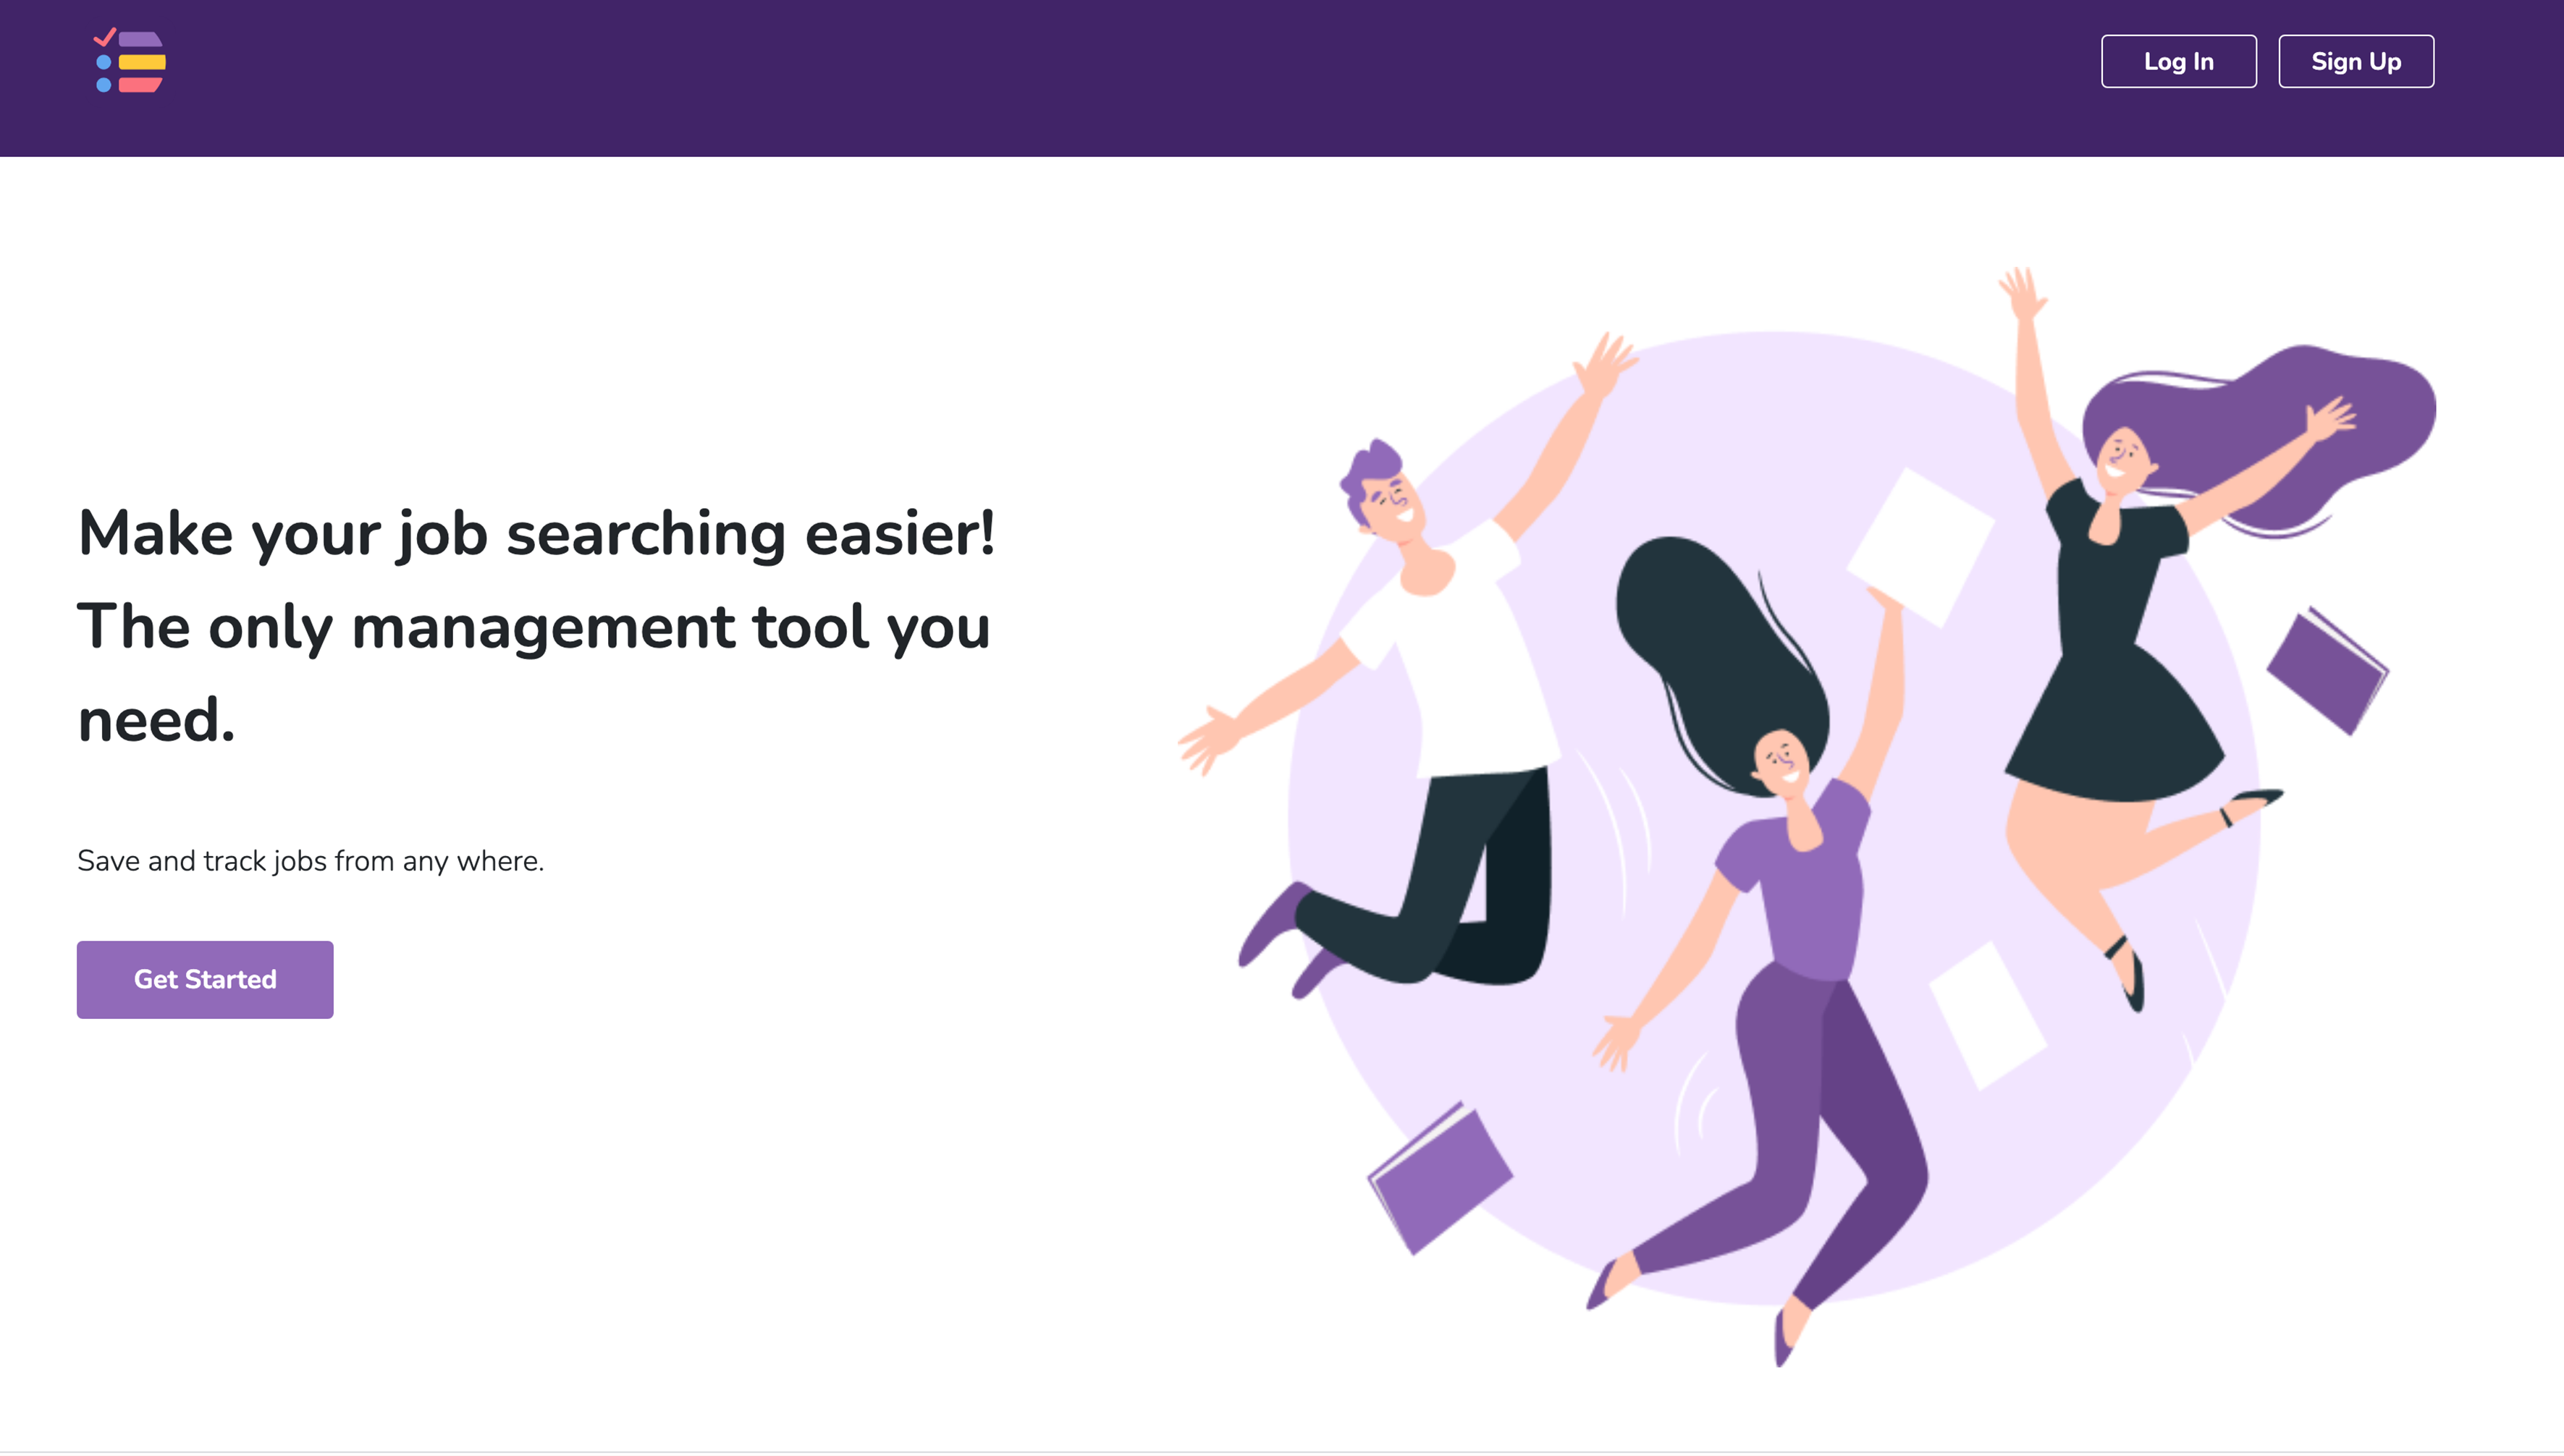 Log In
Sign Up
Make your job searching easier!
The only management tool you
need.
Save and track jobs from any where.
Get Started